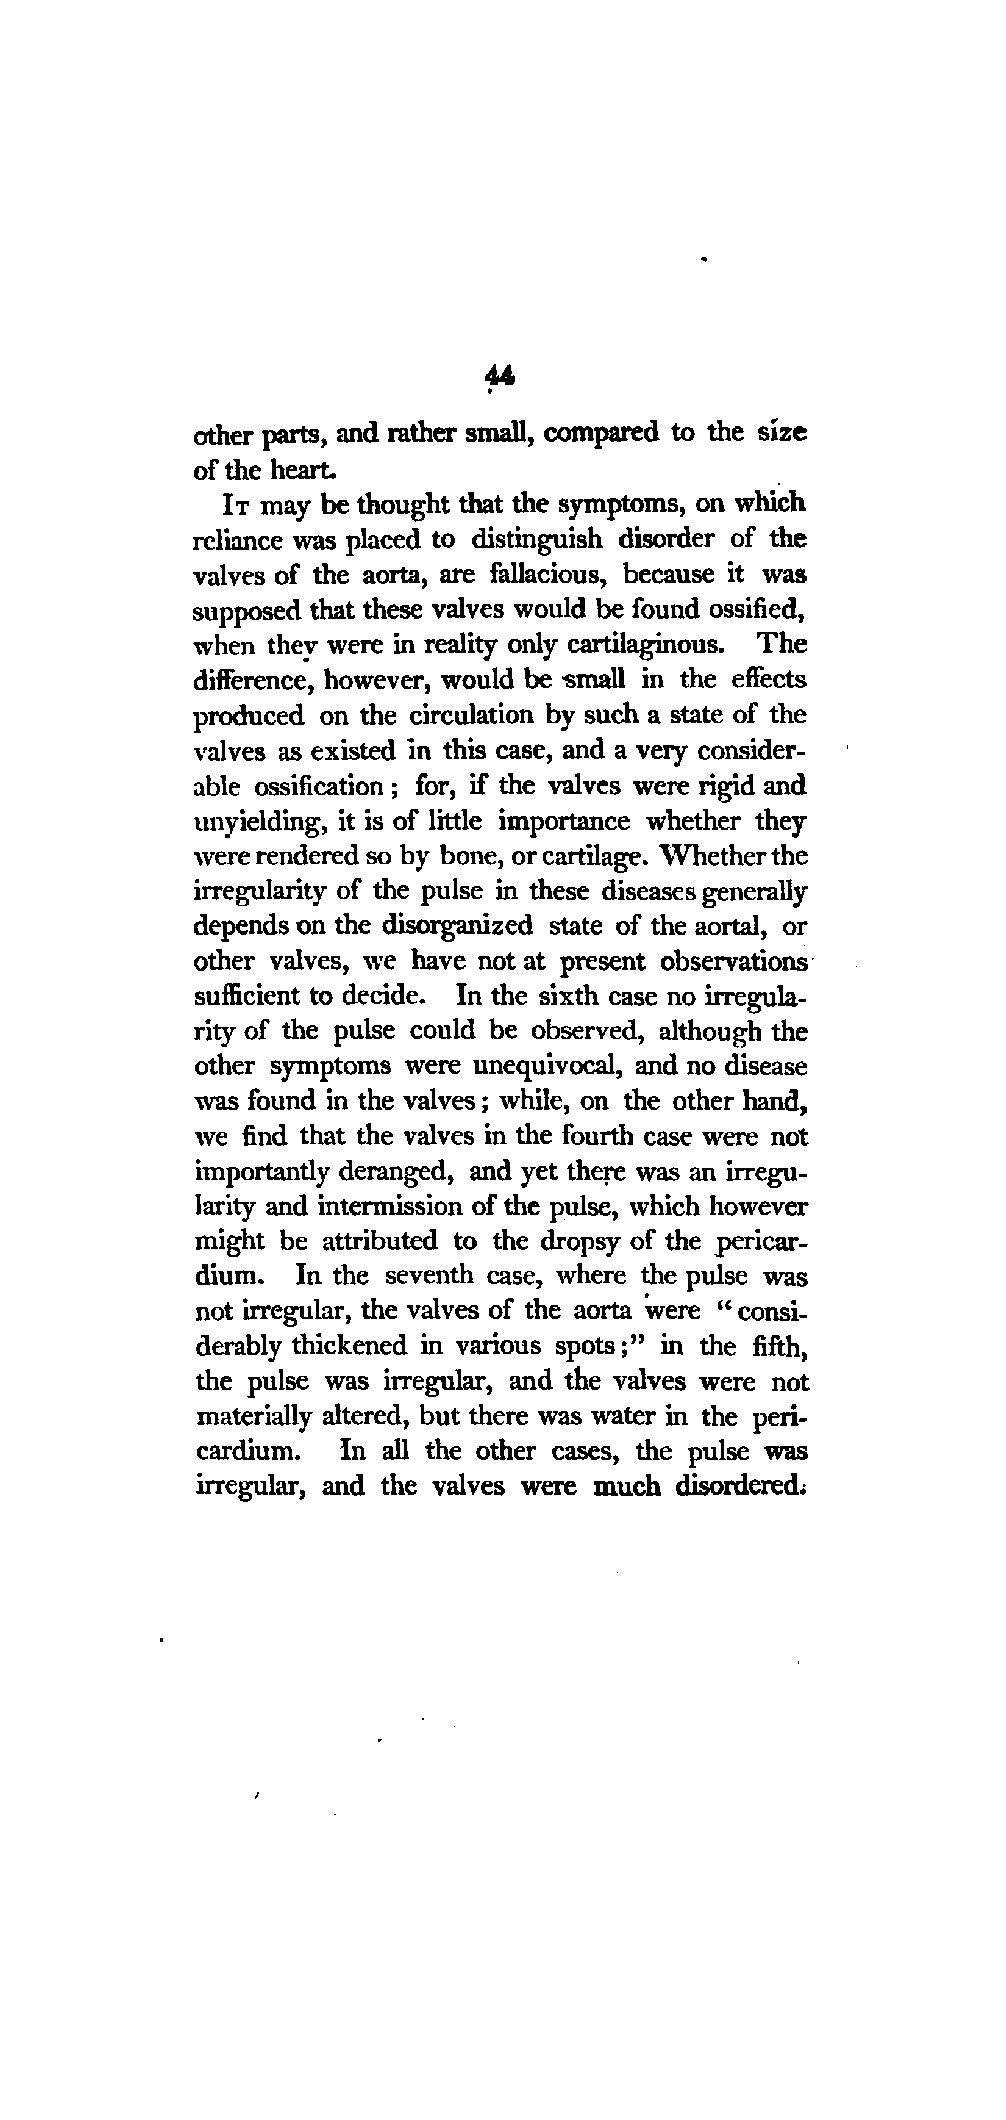 44
other parts, and rather small, compared to the size
of the heart.
It may be thought that the symptoms, on which
reliance was placed to distinguish disorder of the
valves of the aorta, are fallacious, because it was
supposed that these valves would be found ossified,
when they were in reality only cartilaginous. The
difference, however, would be small in the effects
produced on the circulation by such a state of the
valves as existed in this case, and a very consider-
able ossification; for, if the valves were rigid and
unyielding, it is of little importance whether they
were rendered so by bone, or cartilage. Whether the
irregularity of the pulse in these diseases generally
depends on the disorganized state of the aortal, or
other valves, we have not at present observations
sufficient to decide. In the sixth case no irregula-
rity of the pulse could be observed, although the
other symptoms were unequivocal, and no disease
was found in the valves; while, on the other hand,
we find that the valves in the fourth case were not
importantly deranged, and yet there was an irregu-
larity and intermission of the pulse, which however
might be attributed to the dropsy of the pericar-
dium. In the seventh case, where the pulse was
not irregular, the valves of the aorta were “consi-
derably thickened in various spots;” in the fifth,
the pulse was irregular, and the valves were not
materially altered, but there was water in the peri-
cardium. In all the other cases, the pulse was
irregular, and the valves were much disordered.